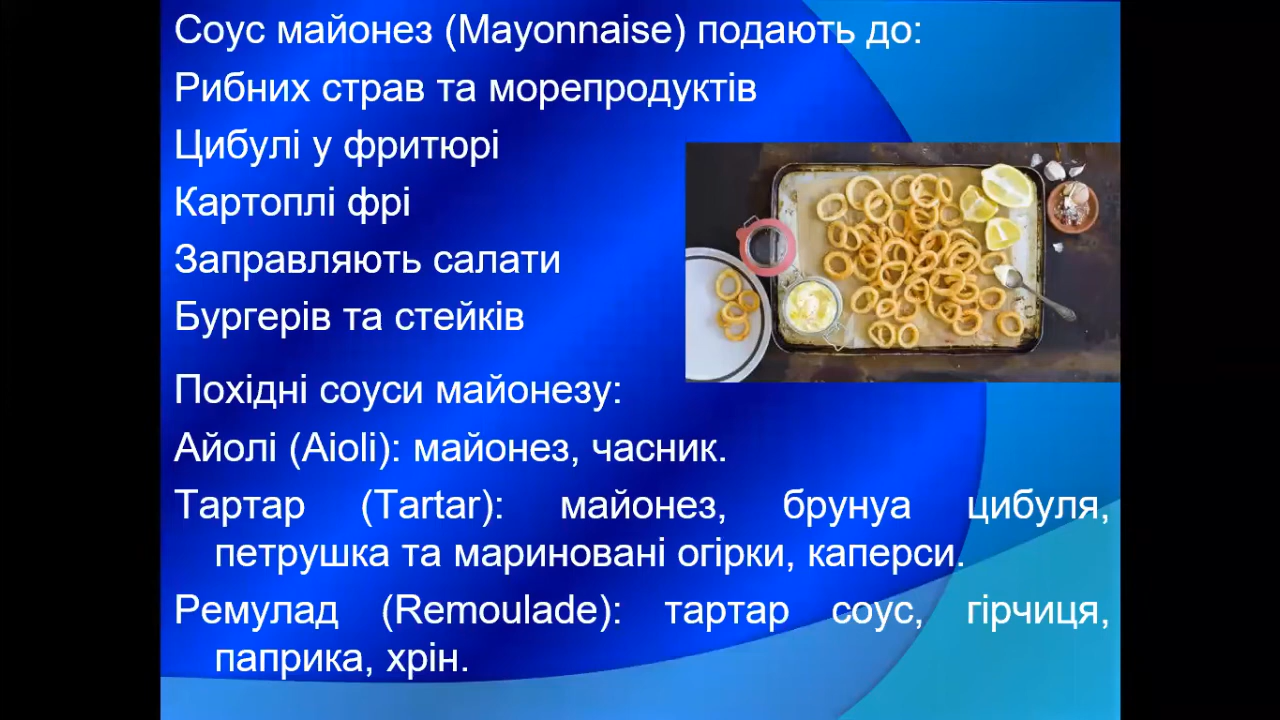 Соус майонез (Mayonnaise) подають до:
Рибних страв та морепродуктів
Цибулі у фритюрі
Картоплі фрі
Заправляють салати
Бургерів та стейків
Похідні соуси майонезу:
Айолі (Aioli): майонез, часник.
Тартар (Tartar): майонез, брунуа цибуля,
петрушка та мариновані огірки, каперси.
Ремулад (Remoulade): тартар соус, гірчиця,
паприка, хрін.